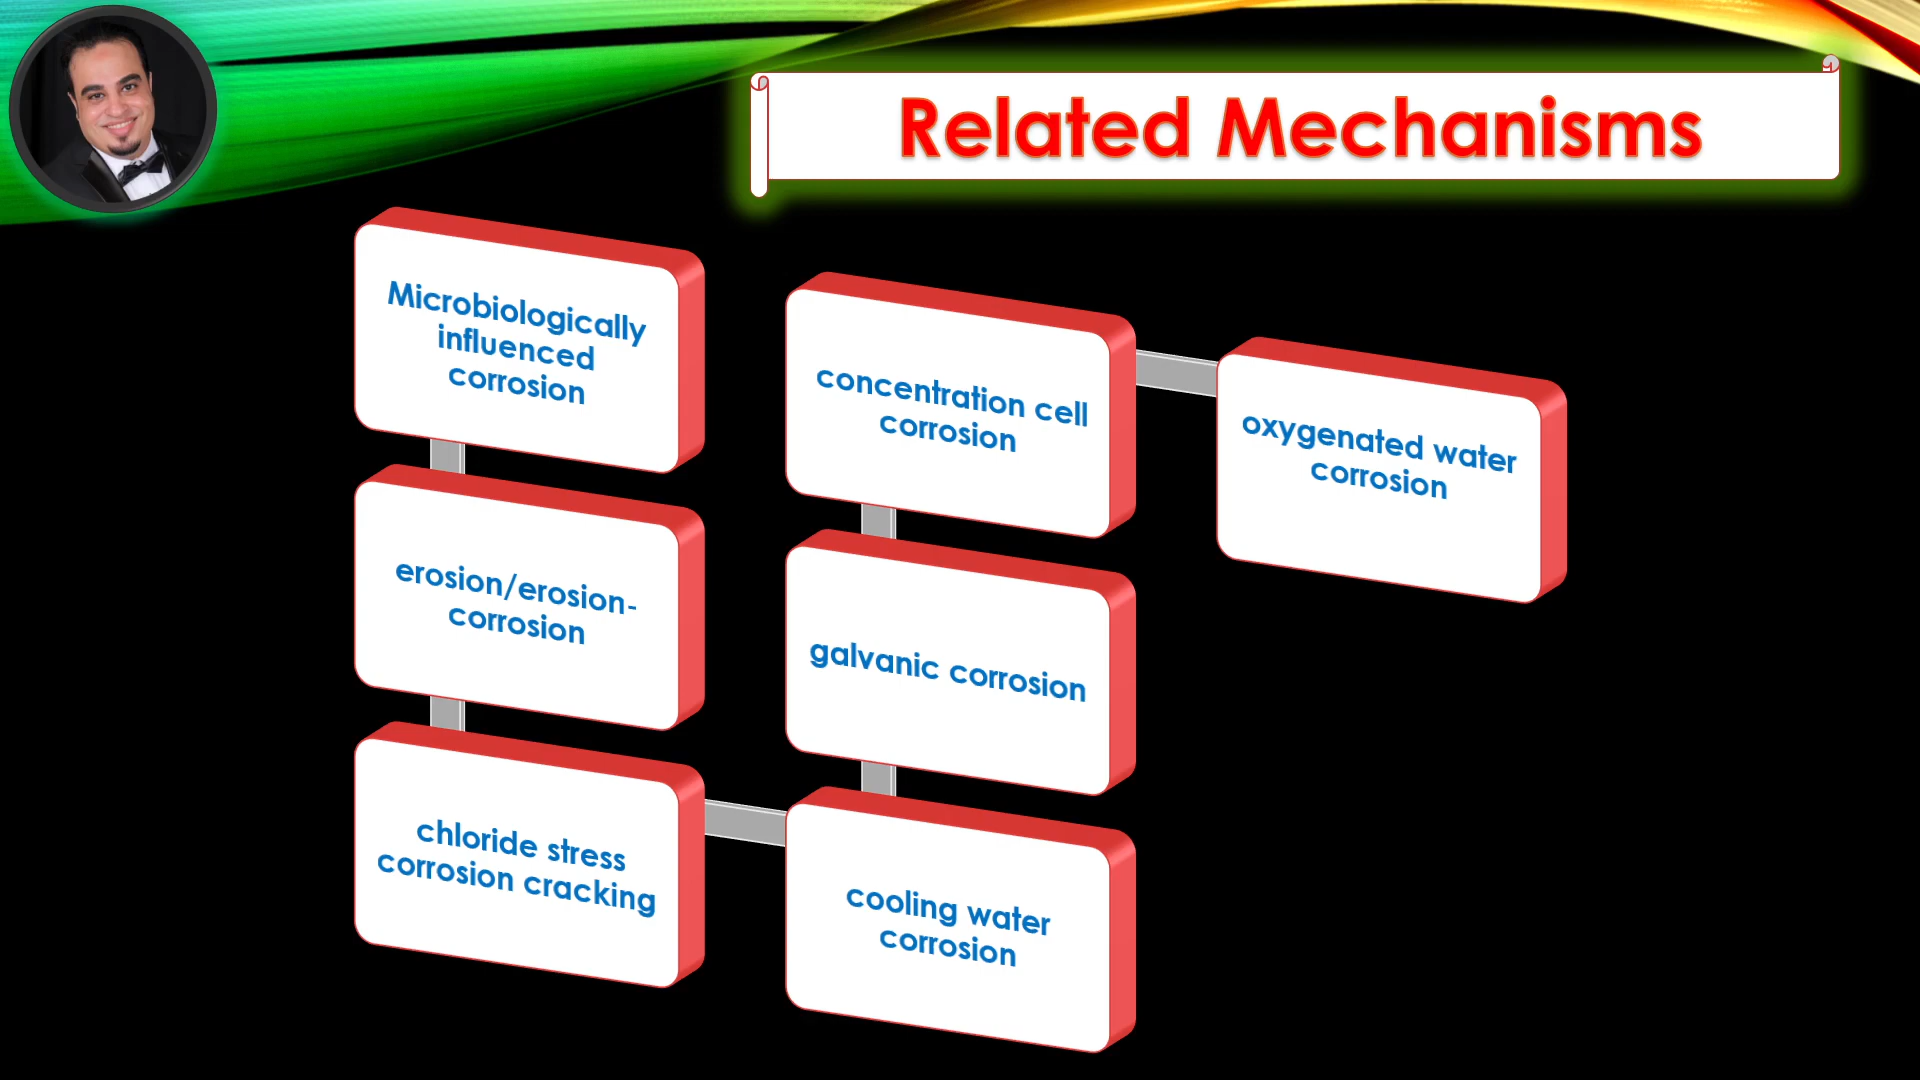 Related Mechanisms
Microbiologically
influenced
corrosion
erosion/erosion-
corrosion
chloride stress
corrosion cracking
cooling water
corrosion
galvanic corrosion
concentration cell
corrosion
oxygenated water
corrosion